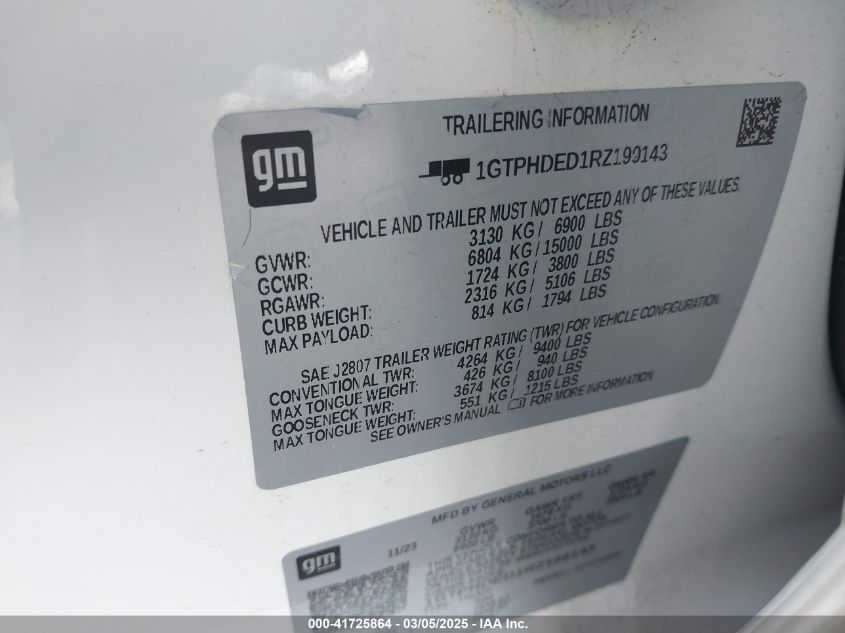 gm
TRAILERING INFORMATION
1GTPHDED1RZ199143
VEHICLE AND TRAILER MUST NOT EXCEED ANY OF THESE VALUES.
GVWR: 3130 KG / 6900 LBS
GCWR: 6804 KG / 15000 LBS
RGAWR: 1724 KG / 3800 LBS
CURB WEIGHT: 2316 KG / 5106 LBS
MAX PAYLOAD: 814 KG / 1794 LBS
SAE J2807 TRAILER WEIGHT RATING (TWR) FOR VEHICLE CONFIGURATION.
CONVENTIONAL TWR: 4264 KG / 9400 LBS
MAX TONGUE WEIGHT: 426 KG / 940 LBS
GOOSENECK TWR: 3674 KG / 8100 LBS
MAX TONGUE WEIGHT: 551 KG / 1215 LBS
SEE OWNER'S MANUAL FOR MORE INFORMATION
gm
MFD BY GENERAL MOTORS LLC
11/23 GVWR GAWR FRT
000-41725864 - 03/05/2025 - IAA Inc.